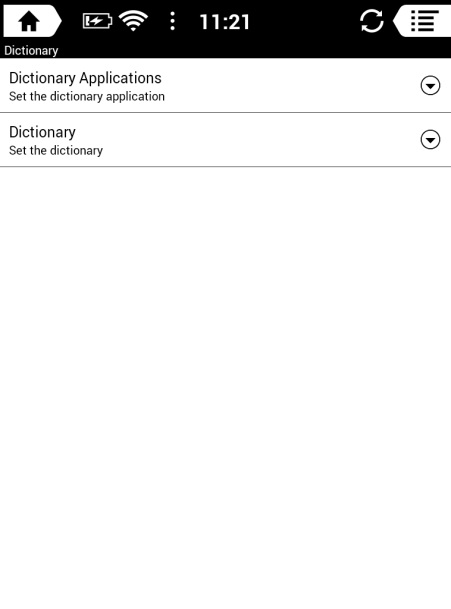 11:21
Dictionary
Dictionary Applications
Set the dictionary application
Dictionary
Set the dictionary